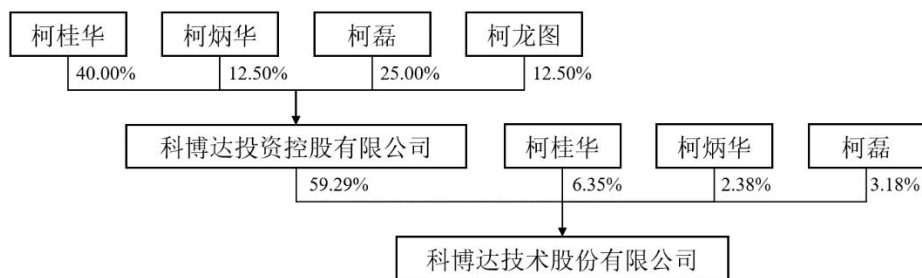 柯桂华 柯炳华 柯磊 柯龙图
40.00% 12.50% 25.00% 12.50%
科博达投资控股有限公司 柯桂华 柯炳华 柯磊
59.29% 6.35% 2.38% 3.18%
科博达技术股份有限公司